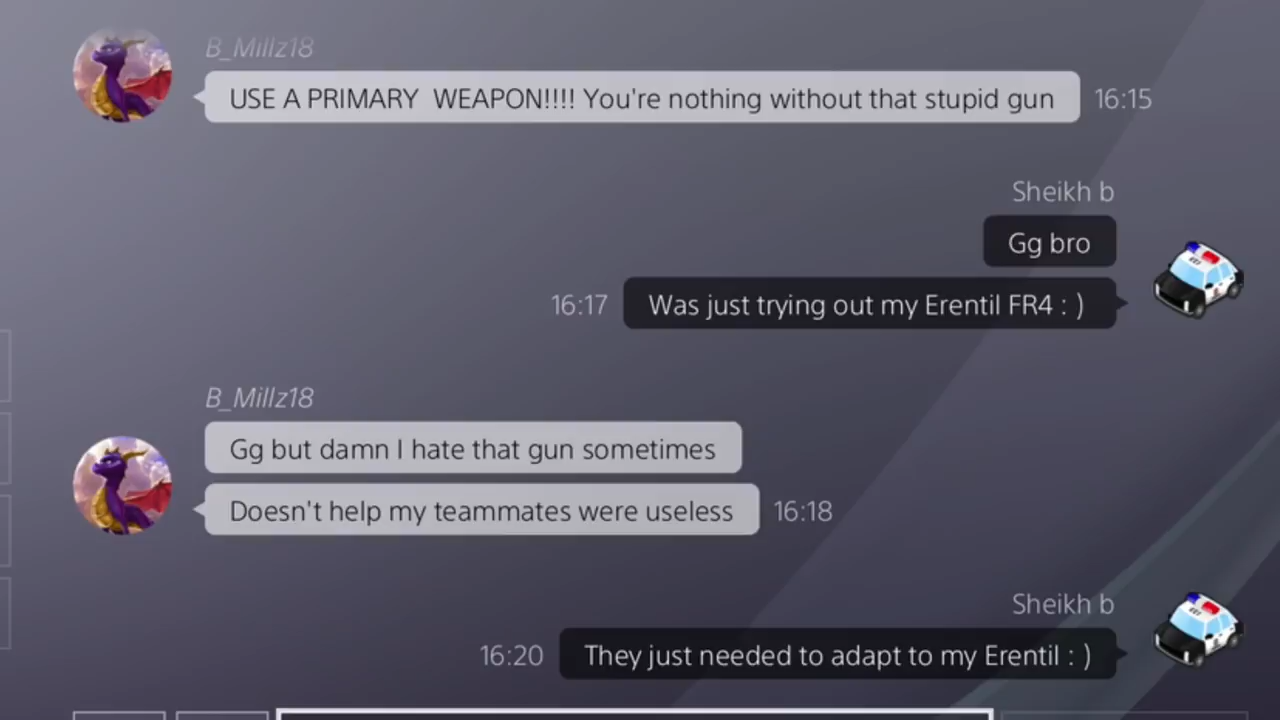 B_Millz18
USE A PRIMARY  WEAPON!!!! You're nothing without that stupid gun
16:15
Sheikh b
Gg bro
16:17
Was just trying out my Erentil FR4 : )
B_Millz18
Gg but damn I hate that gun sometimes
Doesn't help my teammates were useless
16:18
Sheikh b
16:20
They just needed to adapt to my Erentil : )